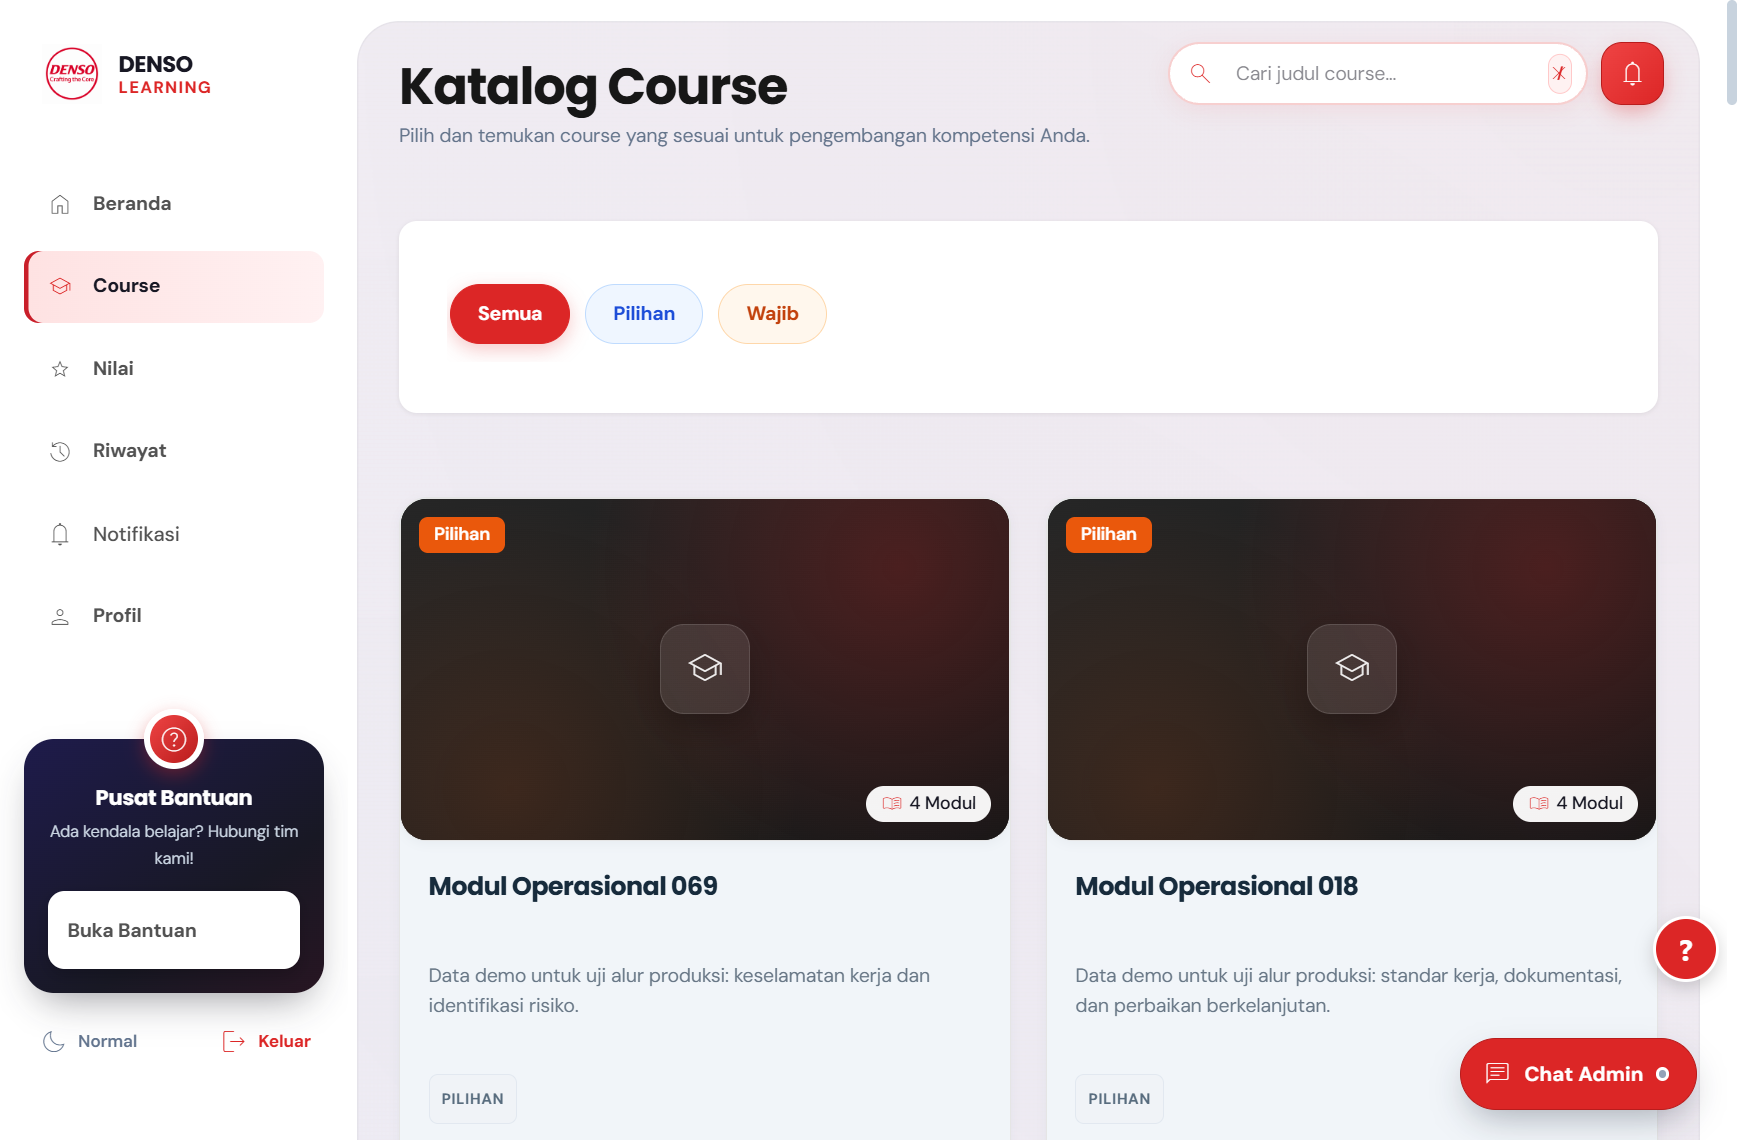 DENSO
Crafting the Core
DENSO
LEARNING
Beranda
Course
Nilai
Riwayat
Notifikasi
Profil
Pusat Bantuan
Ada kendala belajar? Hubungi tim
kami!
Buka Bantuan
Normal
Keluar
Katalog Course
Pilih dan temukan course yang sesuai untuk pengembangan kompetensi Anda.
Cari judul course...
Semua
Pilihan
Wajib
Pilihan
4 Modul
Modul Operasional 069
Data demo untuk uji alur produksi: keselamatan kerja dan
identifikasi risiko.
PILIHAN
Pilihan
4 Modul
Modul Operasional 018
Data demo untuk uji alur produksi: standar kerja, dokumentasi,
dan perbaikan berkelanjutan.
PILIHAN
?
Chat Admin